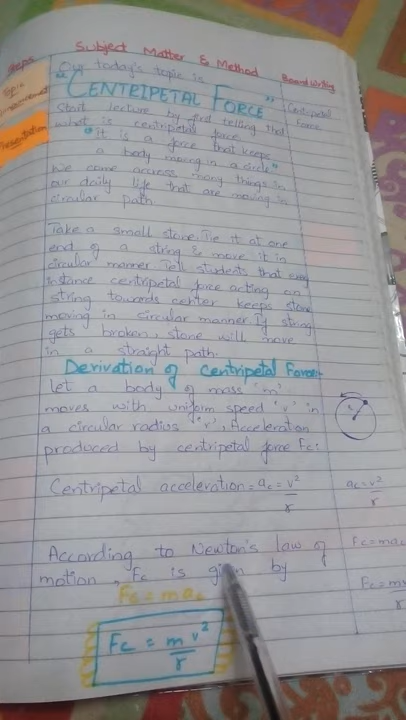 Steps
Subject Matter & Method
Board Writing
Our today's topic is
"CENTRIPETAL FORCE"
Centripetal
Force
Start lecture by first telling that
what is centripetal force
"It is a force that keeps
a body moving in a circle"
We come across many things in
our daily life that are moving in
circular path.
Presentation
Take a small stone. Tie it at one
end of a string & move it in
circular manner. Tell students that every
instance centripetal force acting on
string towards center keeps stone
moving in circular manner. If string
gets broken, stone will move
in a straight path.
Derivation of Centripetal Force:
Let a body of mass 'm'
moves with uniform speed 'v' in
a circular radius 'r', Acceleration
produced by centripetal force Fc:
Centripetal acceleration = ac = v²/r
ac = v²/r
According to Newton's law of
motion, Fc is given by
Fc = mac
Fc = mac
Fc = mv²/r
Fc = mv²/r